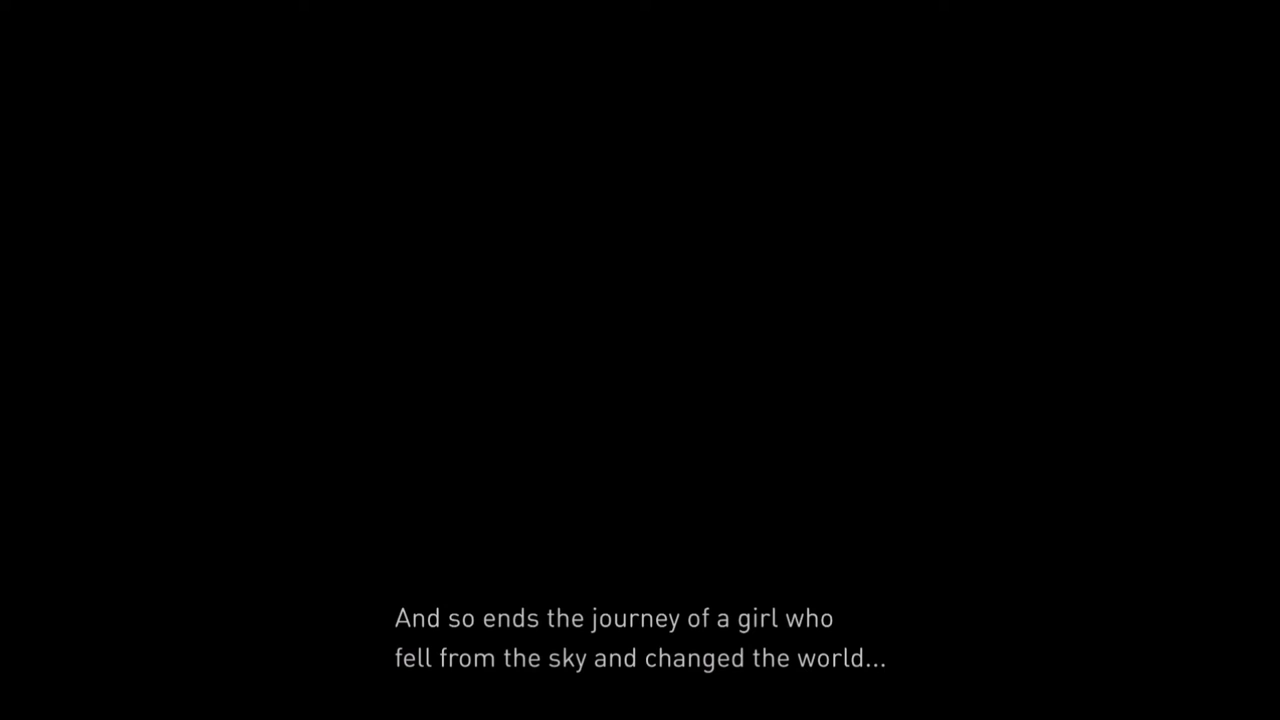 And so ends the journey of a girl who
fell from the sky and changed the world...